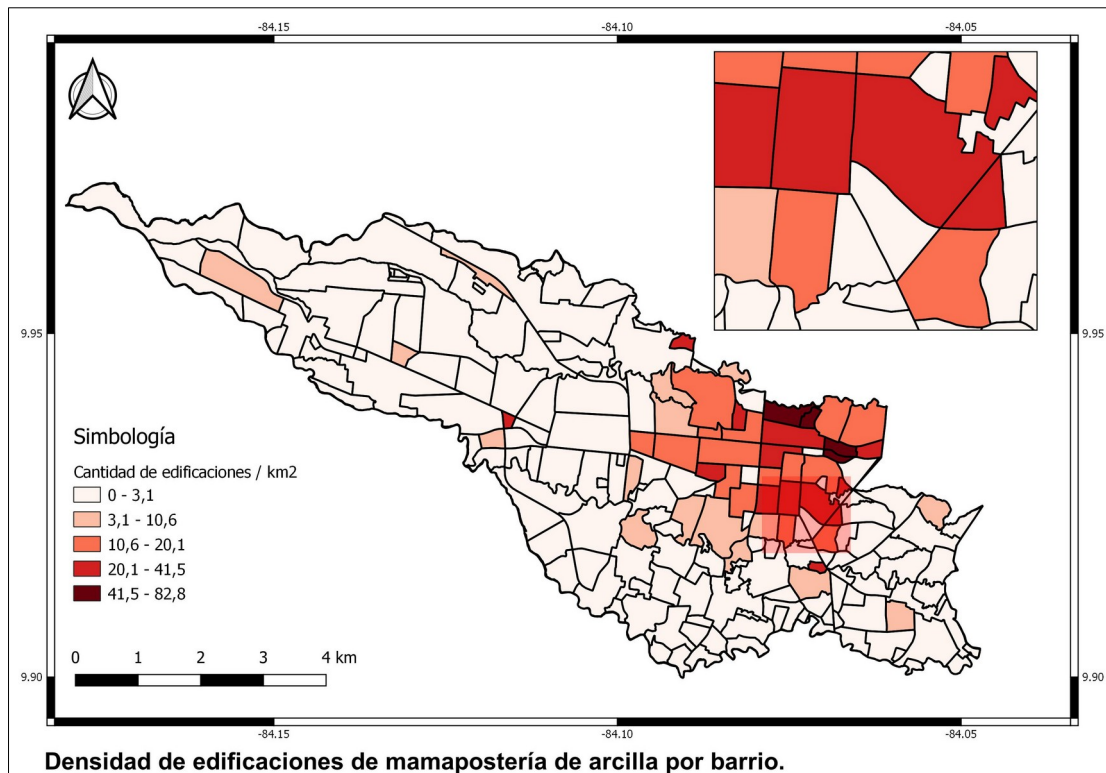 -84.15 -84.10 -84.05
9.95 9.95
Simbología
Cantidad de edificaciones / km2
0 - 3,1
3,1 - 10,6
10,6 - 20,1
20,1 - 41,5
41,5 - 82,8
0 1 2 3 4 km
9.90 9.90
-84.15 -84.10 -84.05
Densidad de edificaciones de mamapostería de arcilla por barrio.